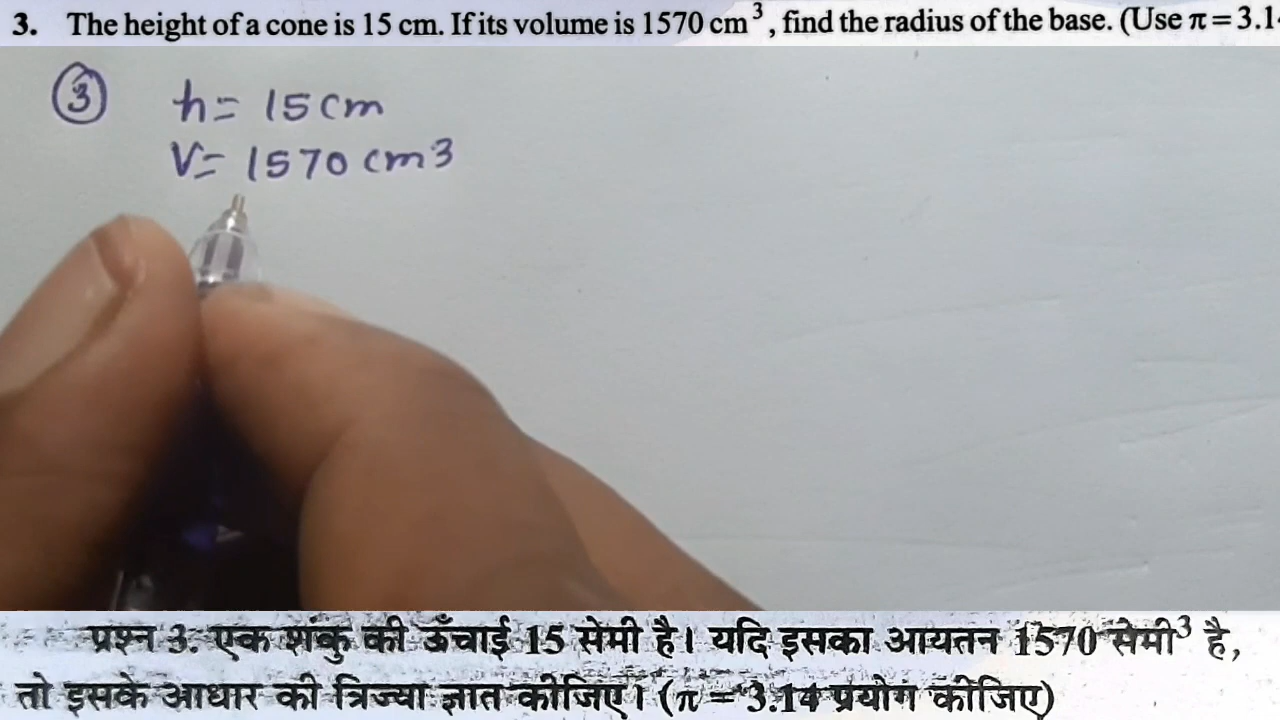 3. The height of a cone is 15 cm. If its volume is 1570 cm³, find the radius of the base. (Use π = 3.1
③ h = 15 cm
V = 1570 cm3
प्रश्न 3. एक शंकु की ऊँचाई 15 सेमी है। यदि इसका आयतन 1570 सेमी³ है,
तो इसके आधार की त्रिज्या ज्ञात कीजिए। (π = 3.14 प्रयोग कीजिए)